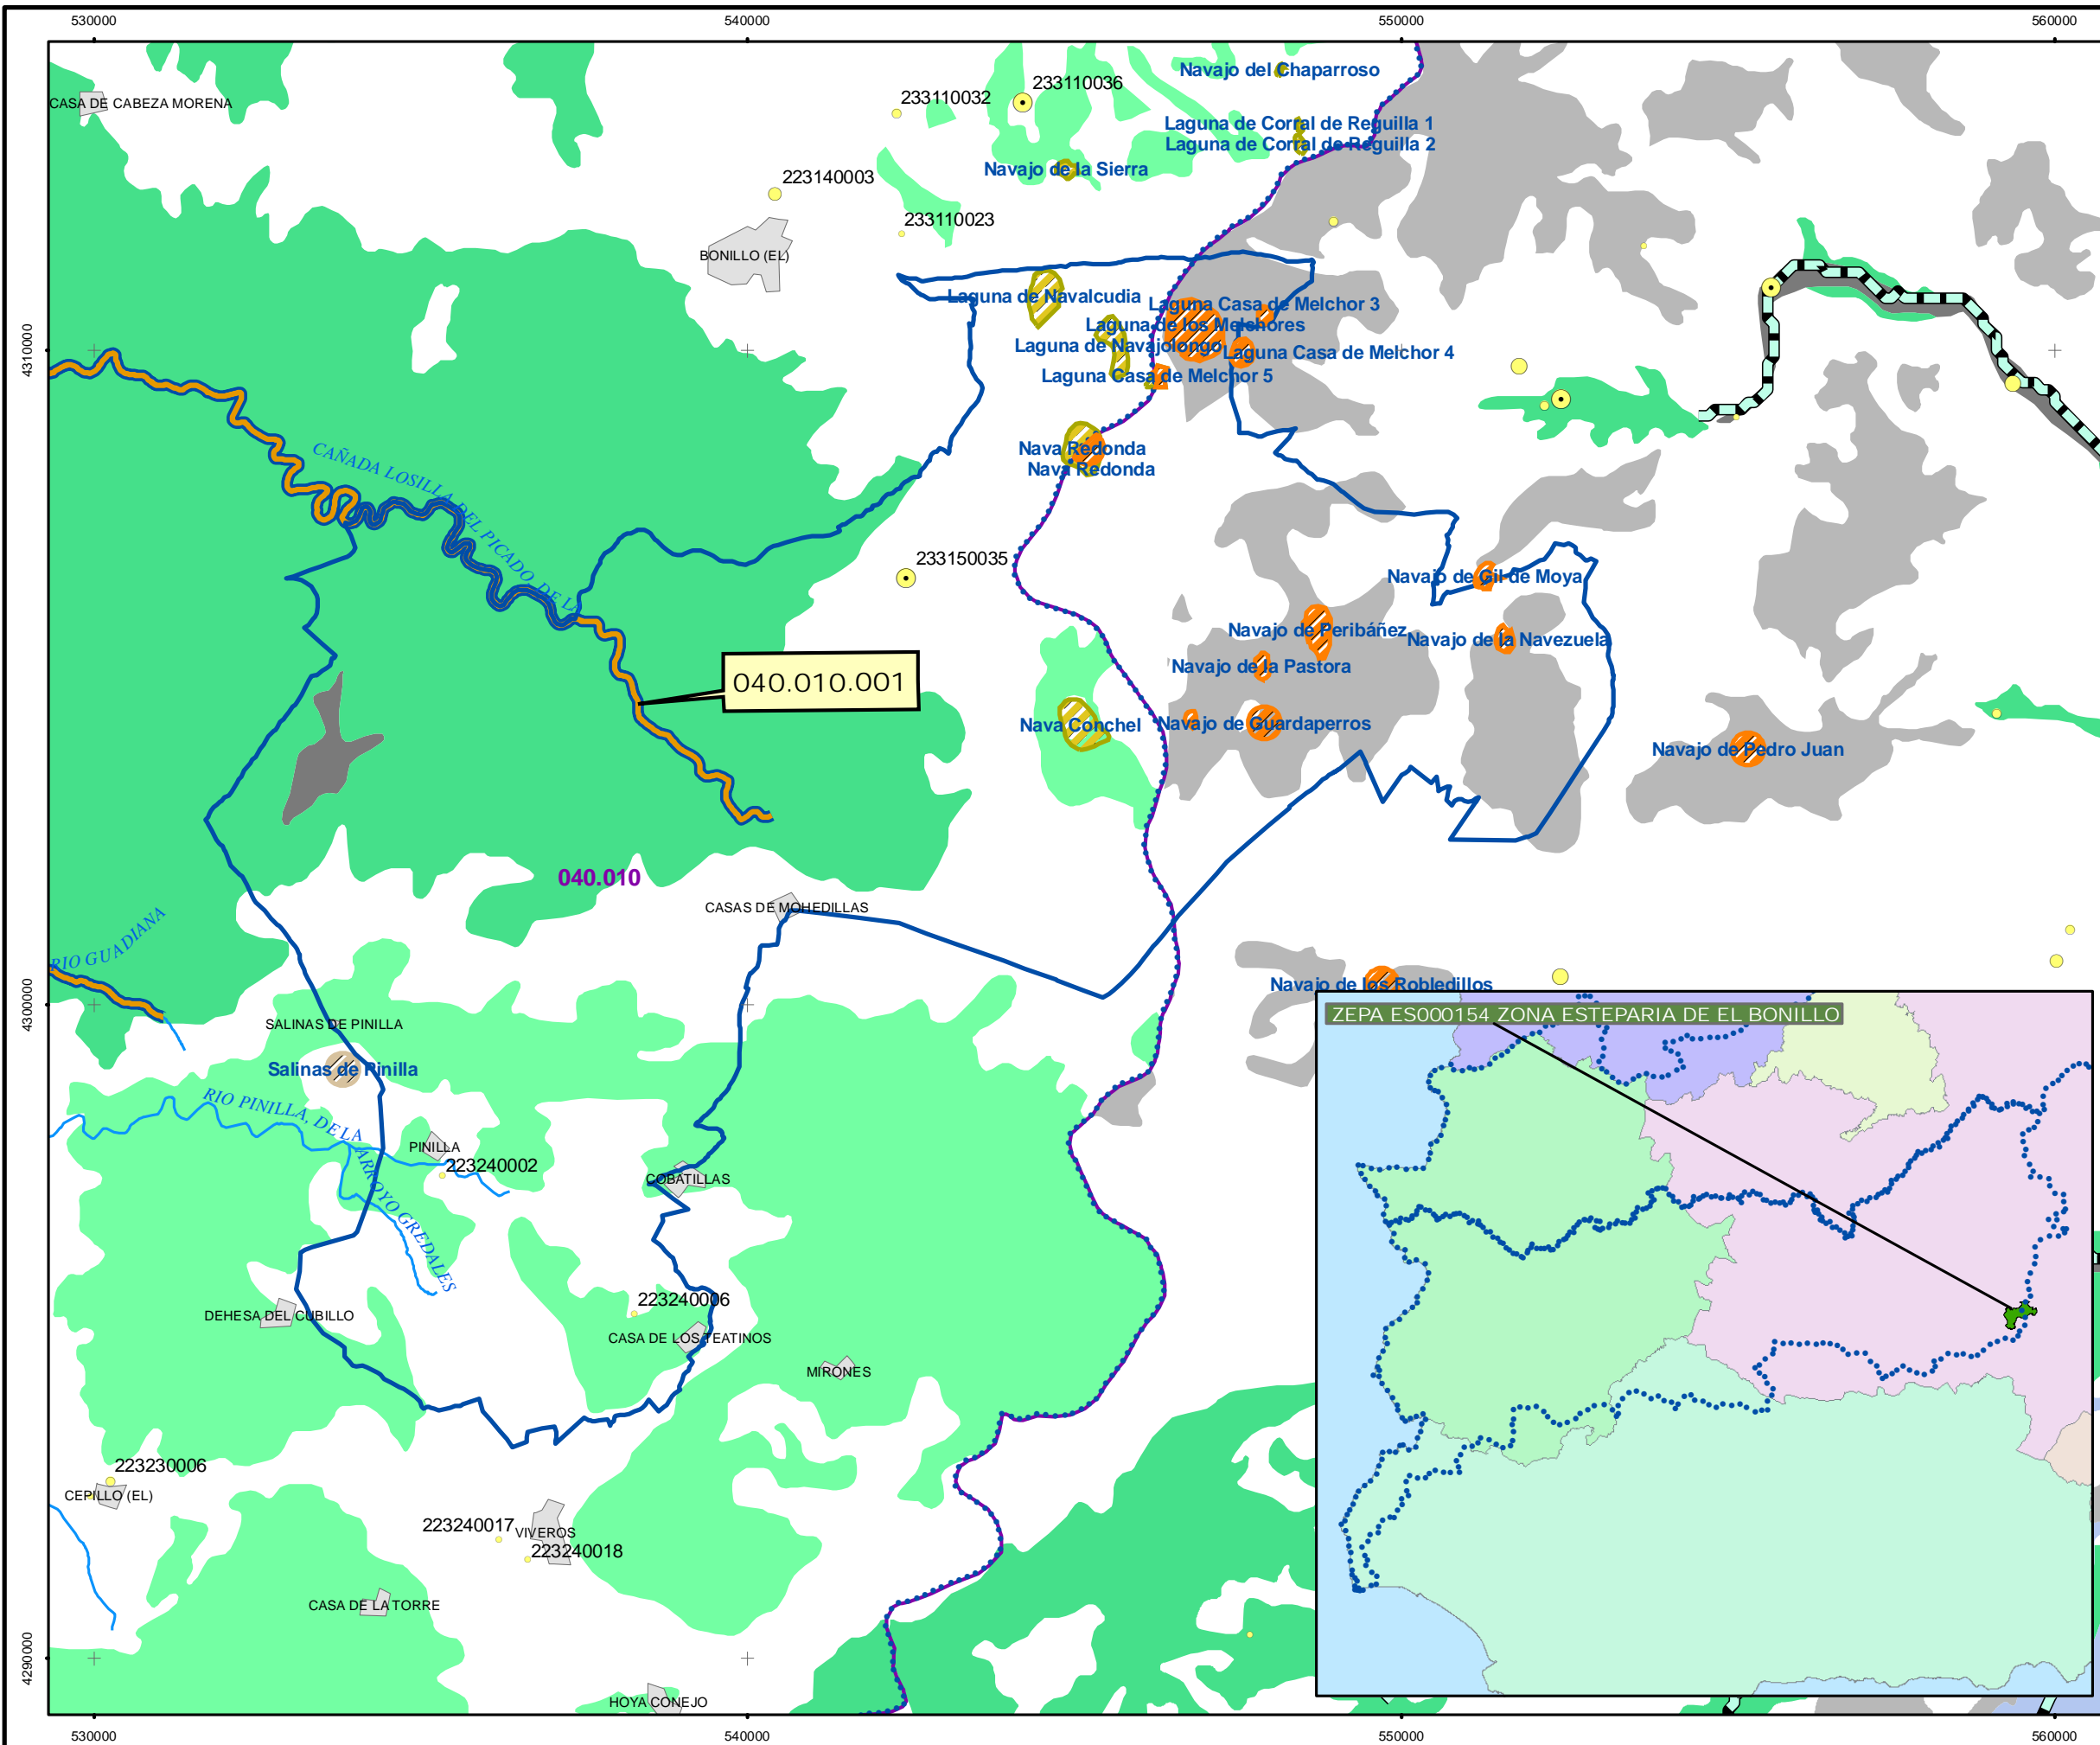 530000
540000
550000
560000
Navajo del Chaparroso
233110036
233110032
CASA DE CABEZA MORENA
Laguna de Corral de Reguilla 1
Laguna de Corral de Reguilla 2
Navajo de la Sierra
223140003
233110023
BONILLO (EL)
Laguna de Navalcudia
Laguna Casa de Melchor 3
Laguna de los Melchores
Laguna de Navajolongo
Laguna Casa de Melchor 4
Laguna Casa de Melchor 5
4310000
CAÑADA LOSILLA DEL PICADO, DE LA
Nava Redonda
Nava Redonda
233150035
Navajo de Gil de Moya
Navajo de Peribáñez
Navajo de la Navezuela
Navajo de la Pastora
040.010.001
Nava Conchel
Navajo de Guardaperros
Navajo de Pedro Juan
040.010
CASAS DE MOHEDILLAS
RIO GUADIANA
Navajo de los Robledillos
4300000
ZEPA ES000154 ZONA ESTEPARIA DE EL BONILLO
SALINAS DE PINILLA
Salinas de Pinilla
RIO PINILLA, DE LA
PINILLA
223240002
ARROYO GREDALES
COBATILLAS
223240006
DEHESA DEL CUBILLO
CASA DE LOS TEATINOS
MIRONES
223230006
CEPILLO (EL)
223240017
VIVEROS
223240018
CASA DE LA TORRE
4290000
HOYA CONEJO
530000
540000
550000
560000